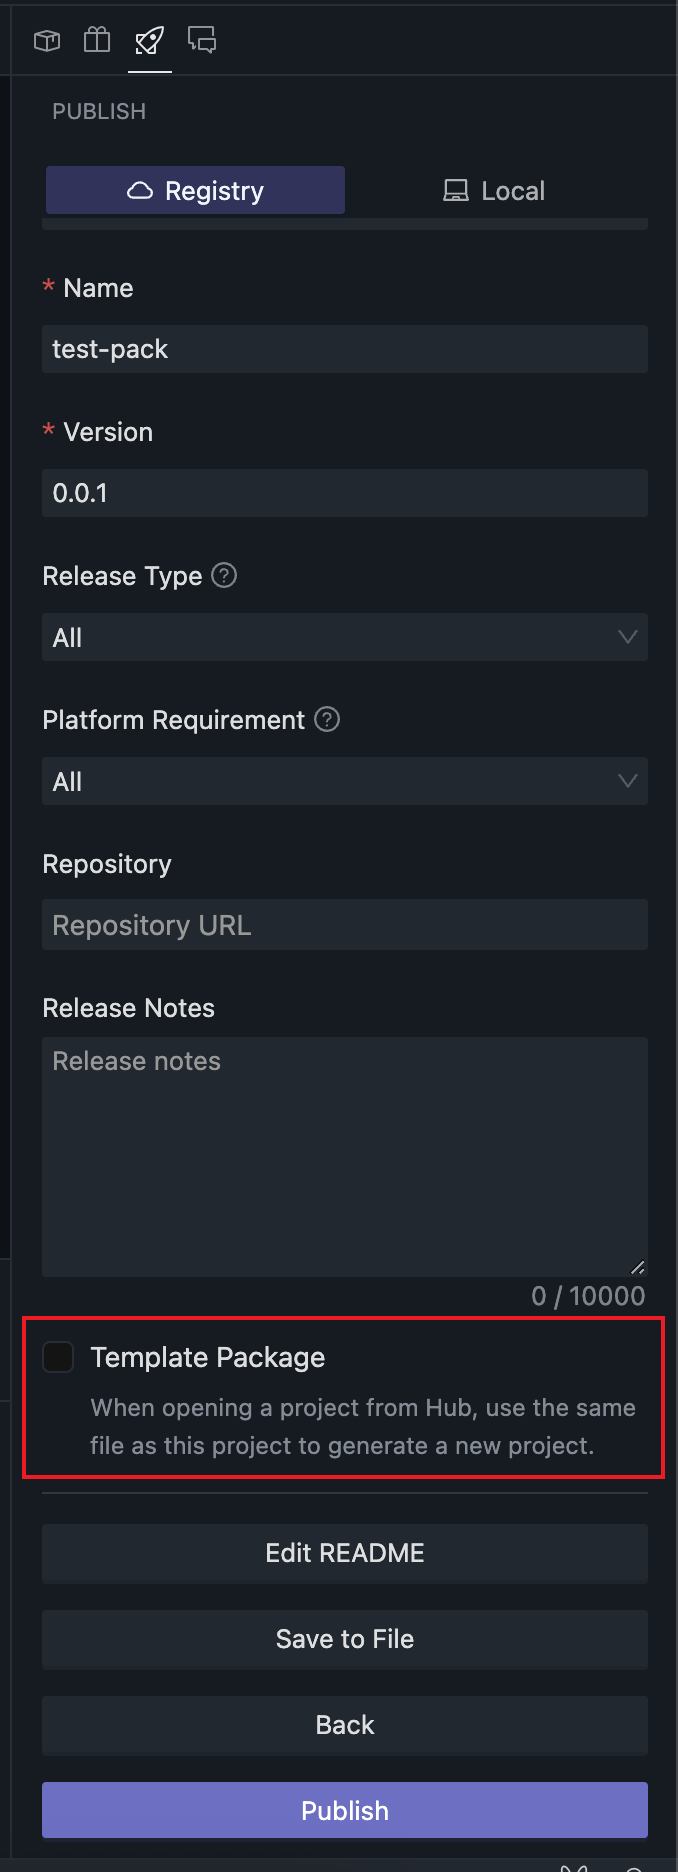 PUBLISH
Registry
Local
* Name
test-pack
* Version
0.0.1
Release Type
All
Platform Requirement
All
Repository
Repository URL
Release Notes
Release notes
0 / 10000
Template Package
When opening a project from Hub, use the same
file as this project to generate a new project.
Edit README
Save to File
Back
Publish